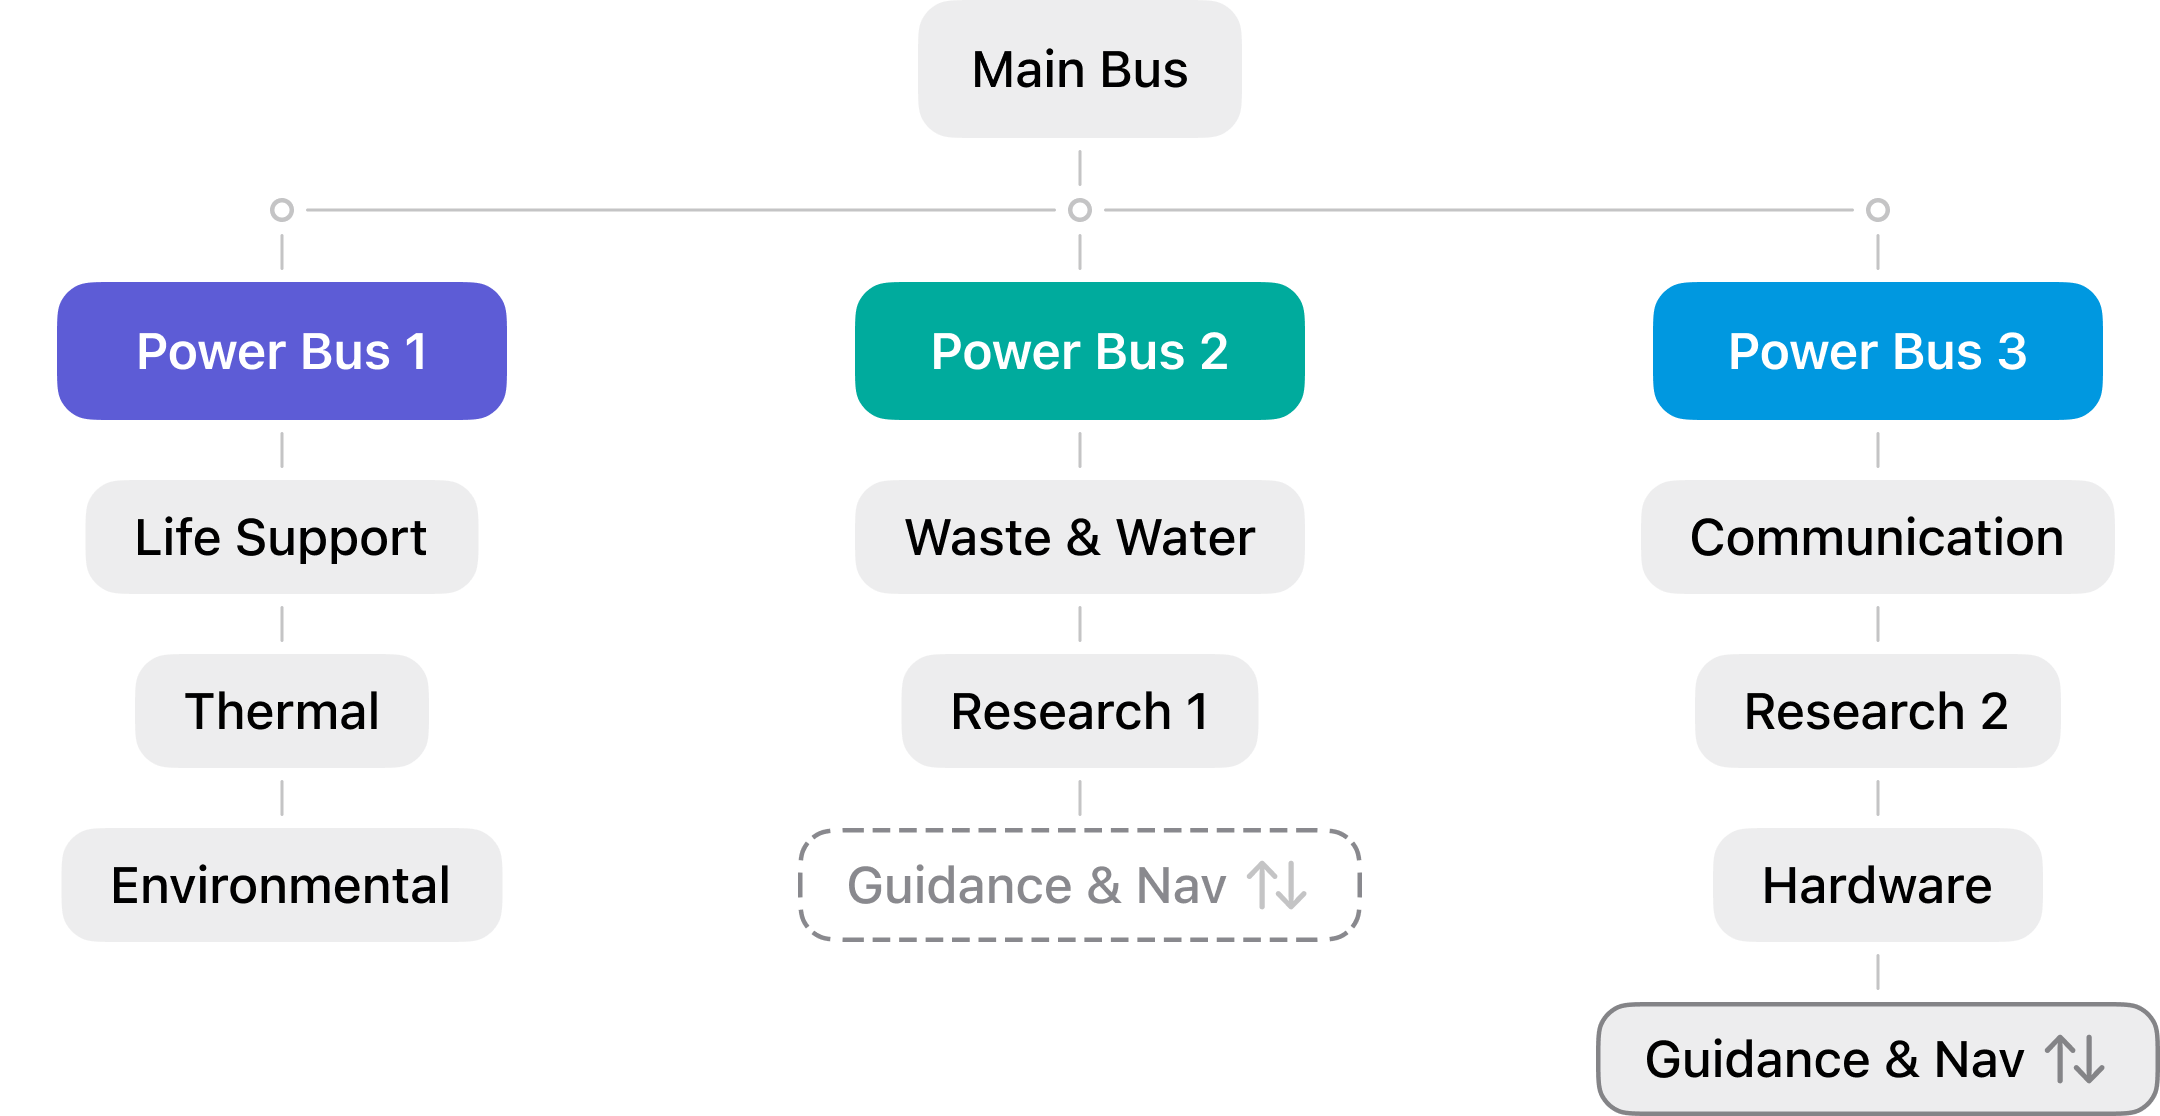 Main Bus
Power Bus 1
Power Bus 2
Power Bus 3
Life Support
Waste & Water
Communication
Thermal
Research 1
Research 2
Environmental
Guidance & Nav
Hardware
Guidance & Nav